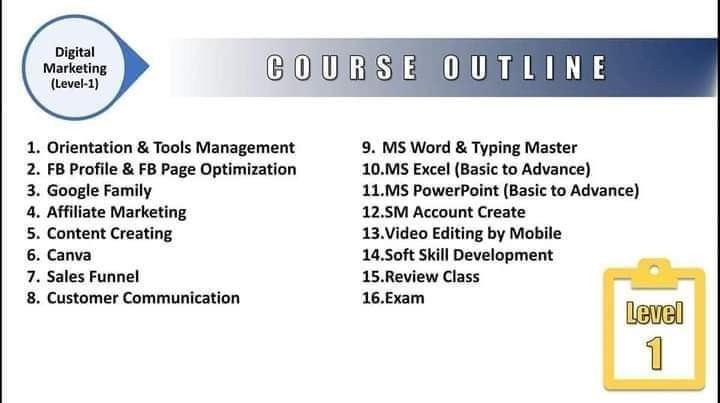 Digital
Marketing
(Level-1)
COURSE OUTLINE
1. Orientation & Tools Management
2. FB Profile & FB Page Optimization
3. Google Family
4. Affiliate Marketing
5. Content Creating
6. Canva
7. Sales Funnel
8. Customer Communication
9. MS Word & Typing Master
10.MS Excel (Basic to Advance)
11.MS PowerPoint (Basic to Advance)
12.SM Account Create
13.Video Editing by Mobile
14.Soft Skill Development
15.Review Class
16.Exam
Level
1